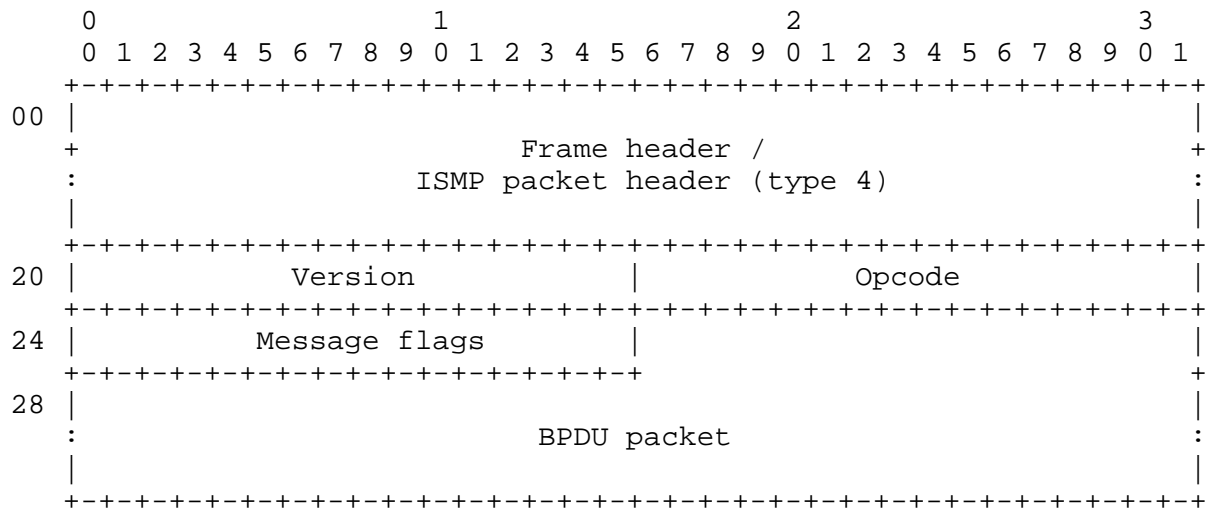 0                   1                   2                   3
 0 1 2 3 4 5 6 7 8 9 0 1 2 3 4 5 6 7 8 9 0 1 2 3 4 5 6 7 8 9 0 1
+-+-+-+-+-+-+-+-+-+-+-+-+-+-+-+-+-+-+-+-+-+-+-+-+-+-+-+-+-+-+-+-+
00 |                                                               |
+                         Frame header /                        +
:                   ISMP packet header (type 4)                 :
|                                                               |
+-+-+-+-+-+-+-+-+-+-+-+-+-+-+-+-+-+-+-+-+-+-+-+-+-+-+-+-+-+-+-+-+
20 |            Version            |            Opcode             |
+-+-+-+-+-+-+-+-+-+-+-+-+-+-+-+-+-+-+-+-+-+-+-+-+-+-+-+-+-+-+-+-+
24 |          Message flags        |                               |
+-+-+-+-+-+-+-+-+-+-+-+-+-+-+-+-+                               +
28 |                                                               |
:                          BPDU packet                          :
|                                                               |
+-+-+-+-+-+-+-+-+-+-+-+-+-+-+-+-+-+-+-+-+-+-+-+-+-+-+-+-+-+-+-+-+